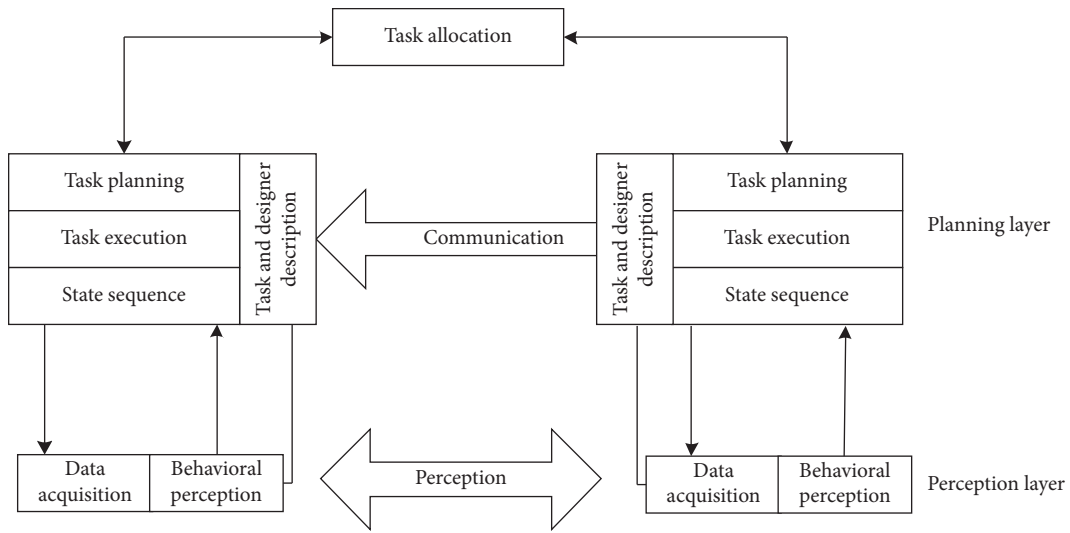 Task allocation
Task planning
Task execution
State sequence
Task and designer
description
Communication
Task and designer
description
Task planning
Task execution
State sequence
Planning layer
Data
acquisition
Behavioral
perception
Perception
Data
acquisition
Behavioral
perception
Perception layer